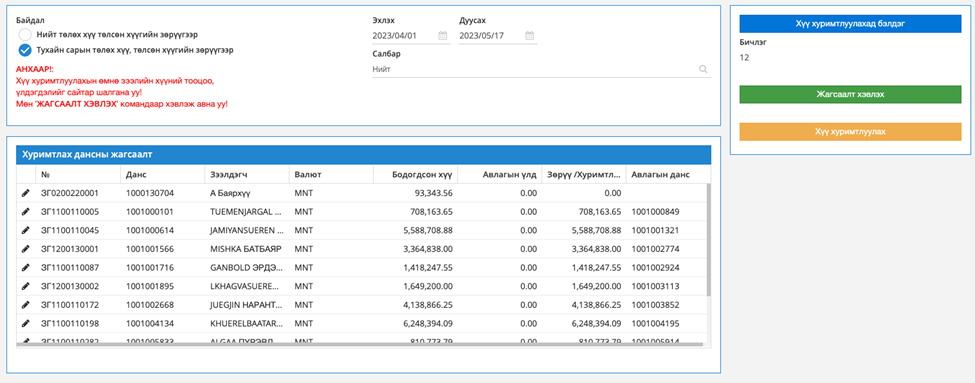 Байдал
Нийт төлөх хүү төлсөн хүүгийн зөрүүгээр
Тухайн сарын төлөх хүү, төлсөн хүүгийн зөрүүгээр
АНХААР!:
Хүү хуримтлуулахын өмнө зээлийн хүүний тооцоо,
үлдэгдэлийг сайтар шалгана уу!
Мөн 'ЖАГСААЛТ ХЭВЛЭХ' командаар хэвлэж авна уу!
Эхлэх Дуусах
2023/04/01 2023/05/17
Салбар
Нийт
Хүү хуримтлуулахад бэлдэг
Бичлэг
12
Жагсаалт хэвлэх
Хүү хуримтлуулах
Хуримтлах дансны жагсаалт
№ Данс Зээлдэгч Валют Бодогдсон хүү Авлагын үлд Зөрүү /Хуримтл... Авлагын данс
ЗГ0200220001 1000130704 А Баярхүү MNT 93,343.56 0.00 0.00
ЗГ1100110005 1001000101 TUEMENJARGAL ... MNT 708,163.65 0.00 708,163.65 1001000849
ЗГ1100110045 1001000614 JAMIYANSUEREN ... MNT 5,588,708.88 0.00 5,588,708.88 1001001321
ЗГ1200130001 1001001566 MISHKA БАТБАЯР MNT 3,364,838.00 0.00 3,364,838.00 1001002774
ЗГ1100110087 1001001716 GANBOLD ЭРДЭ... MNT 1,418,247.55 0.00 1,418,247.55 1001002924
ЗГ1200130002 1001001895 LKHAGVASUERE... MNT 1,649,200.00 0.00 1,649,200.00 1001003113
ЗГ1100110172 1001002668 JUEGJIN НАРАНТ... MNT 4,138,866.25 0.00 4,138,866.25 1001003852
ЗГ1100110198 1001004134 KHUERELBAATAR... MNT 6,248,394.09 0.00 6,248,394.09 1001004195
ЗГ1100110282 1001005833 ALGAA ПҮРЭВД... MNT 810,773.79 0.00 810,773.79 1001005914